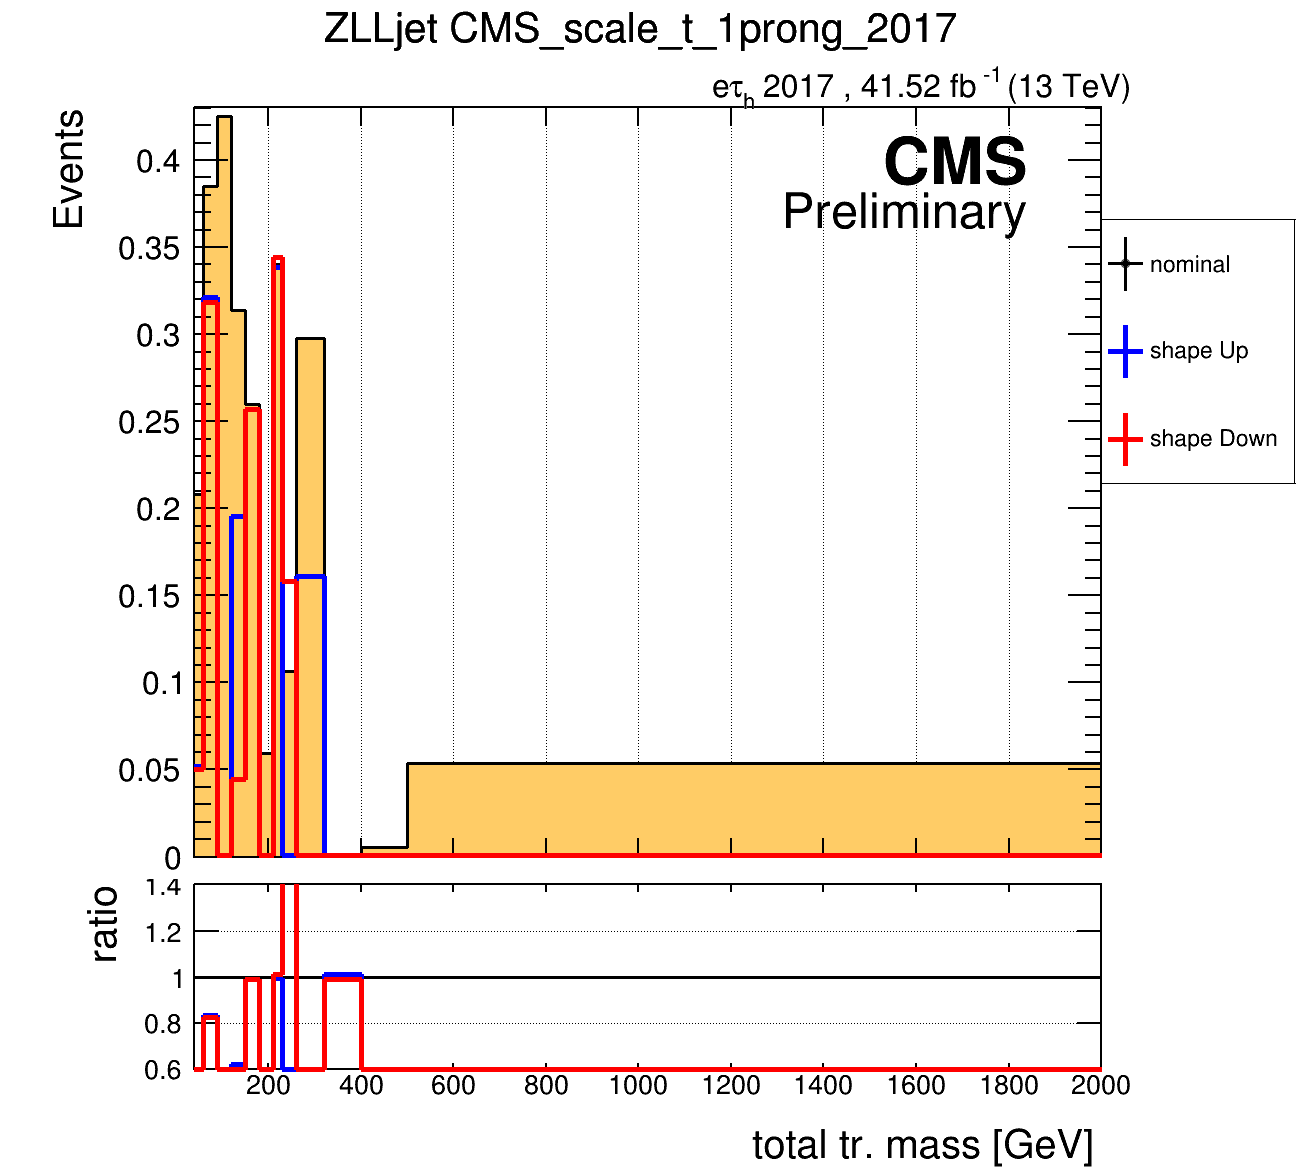 ZLLjet CMS_scale_t_1prong_2017
eτh 2017 , 41.52 fb -1 (13 TeV)
Events
CMS
Preliminary
nominal
shape Up
shape Down
0.4
0.35
0.3
0.25
0.2
0.15
0.1
0.05
0
ratio
1.4
1.2
1
0.8
0.6
200 400 600 800 1000 1200 1400 1600 1800 2000
total tr. mass [GeV]